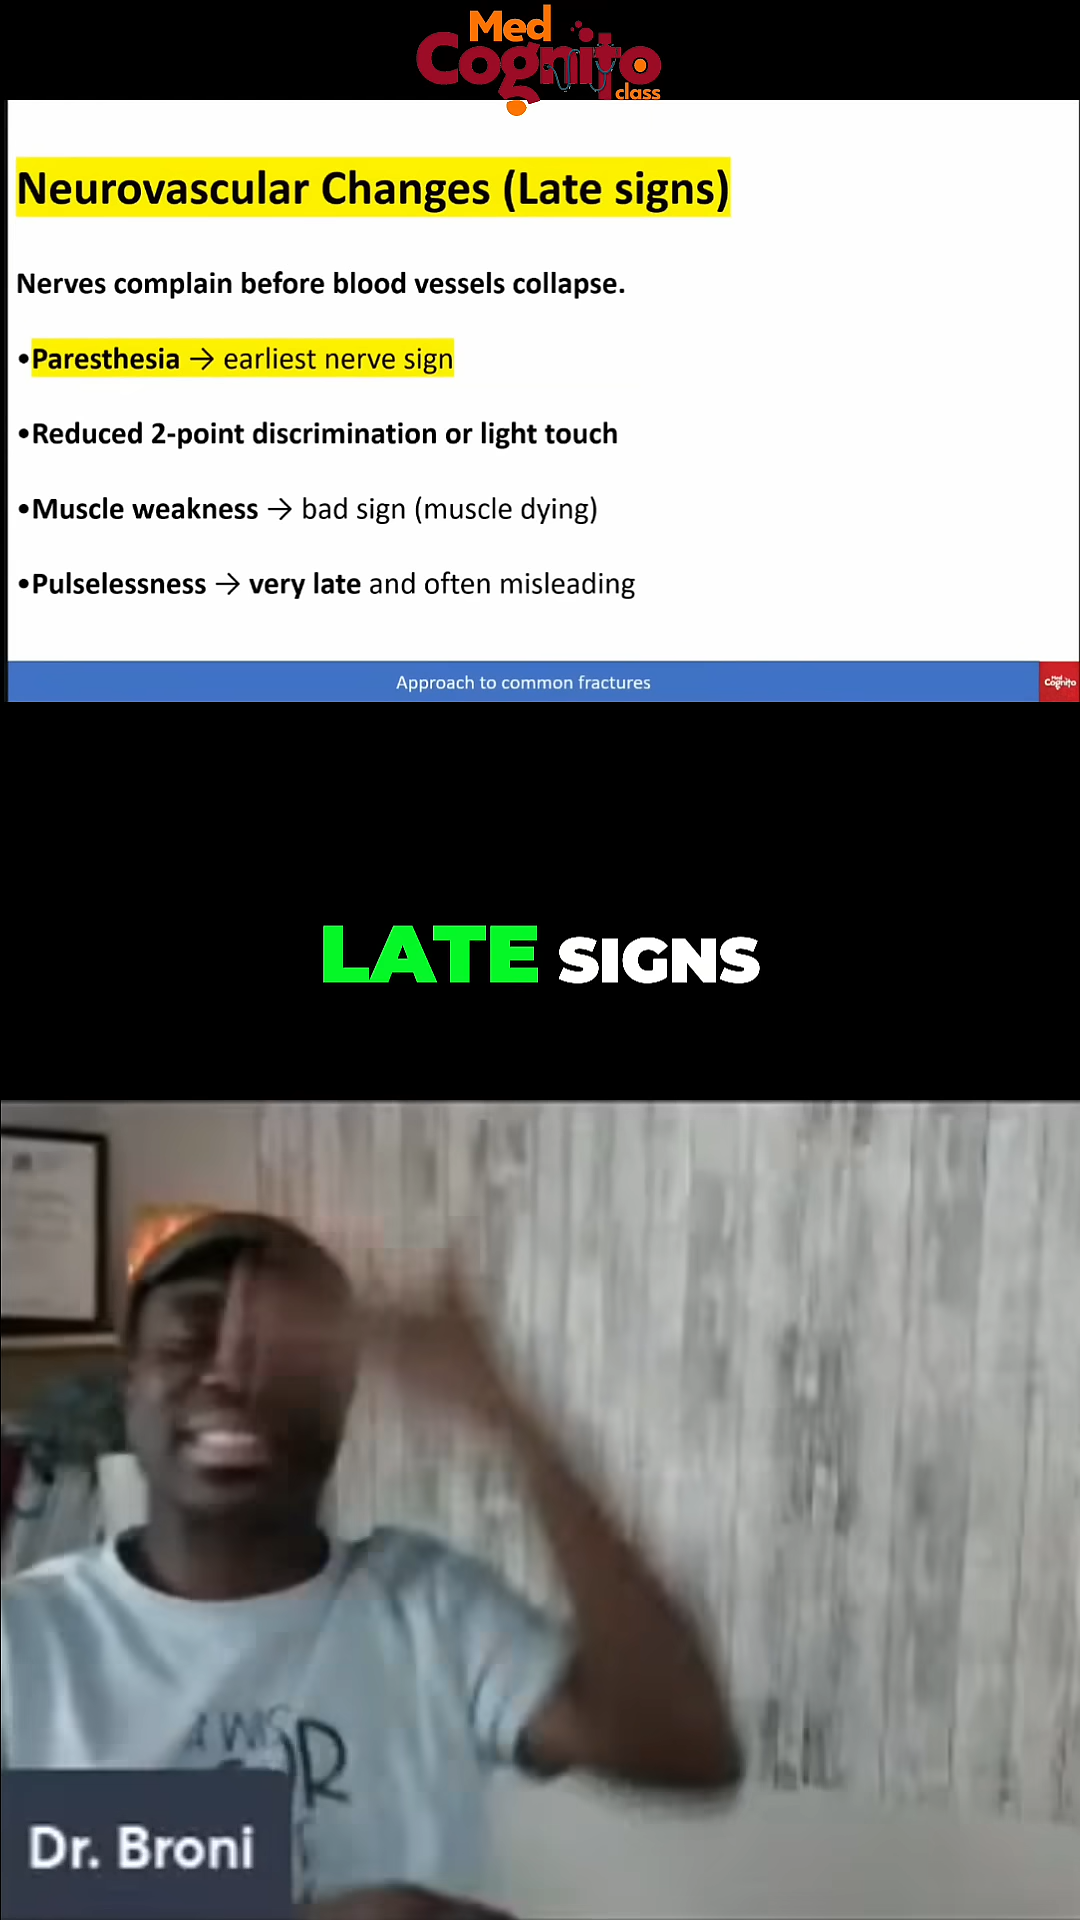 Med
Cognito
class
Neurovascular Changes (Late signs)
Nerves complain before blood vessels collapse.
•Paresthesia → earliest nerve sign
•Reduced 2-point discrimination or light touch
•Muscle weakness → bad sign (muscle dying)
•Pulselessness → very late and often misleading
Approach to common fractures
Med
Cognito
LATE SIGNS
Dr. Broni